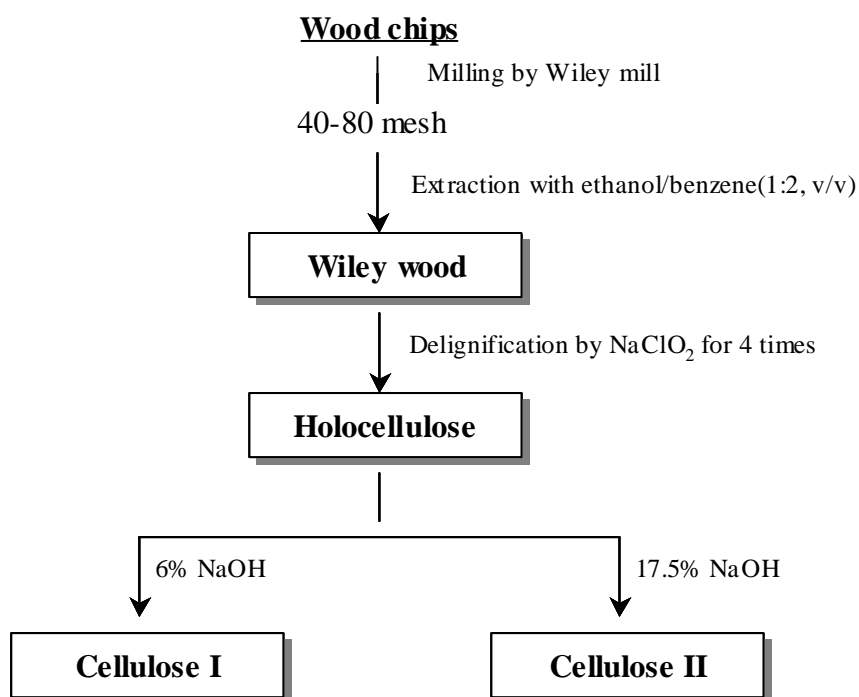 Wood chips
Milling by Wiley mill
40-80 mesh
Extraction with ethanol/benzene(1:2, v/v)
Wiley wood
Delignification by NaClO₂ for 4 times
Holocellulose
6% NaOH
17.5% NaOH
Cellulose I
Cellulose II